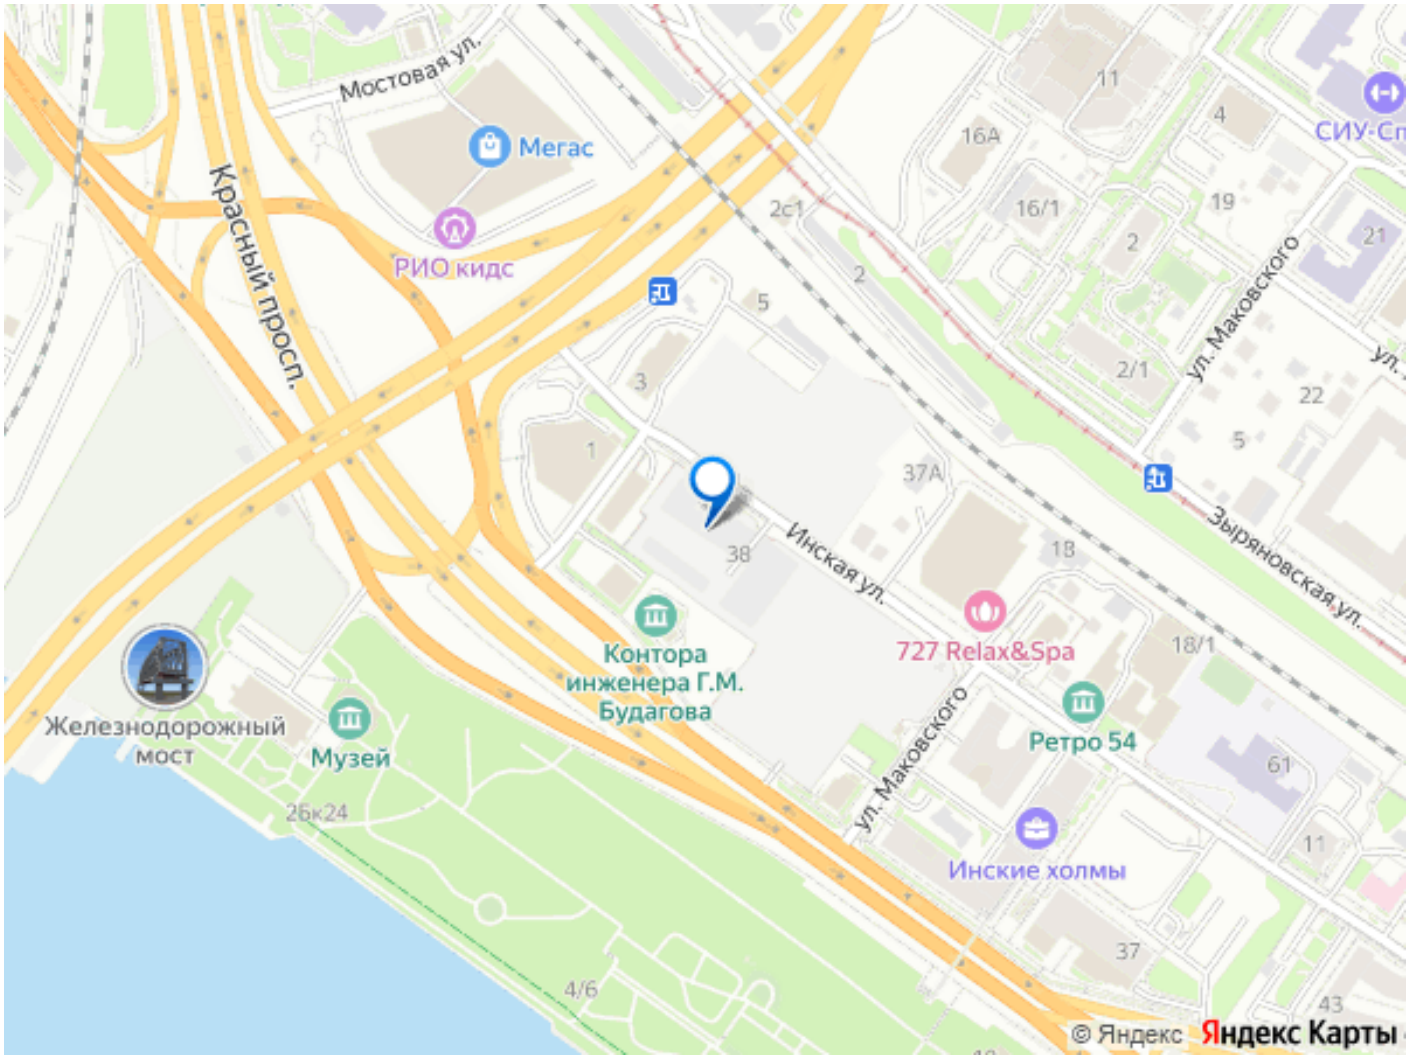 Мостовая ул.
11
4
СИУ-Сп
Мегас
16А
19
2с1
16/1
21
Красный просп.
2
РИО кидс
2
ул. Маковского
5
2/1
ул.
3
22
5
1
37А
Зыряновская ул.
38
Инская ул.
18
727 Relax&Spa
18/1
Контора
инженера Г.М.
Будагова
Железнодорожный
мост
Музей
ул. Маковского
Ретро 54
61
26к24
Инские холмы
11
37
4/6
43
© Яндекс
Яндекс Карты